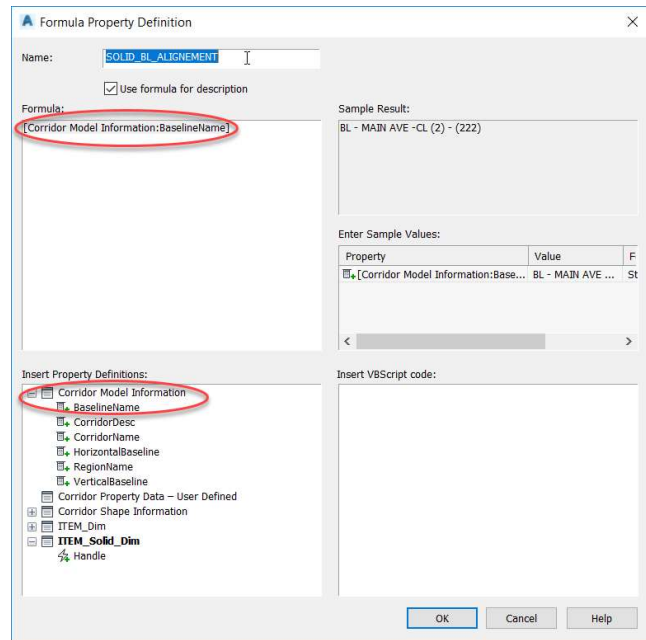 Formula Property Definition
Name:
SOLID_BL_ALIGNEMENT
Use formula for description
Formula:
[Corridor Model Information:BaselineName]
Sample Result:
BL - MAIN AVE -CL (2) - (222)
Enter Sample Values:
Property Value F
[Corridor Model Information:Base... BL - MAIN AVE ... St
Insert Property Definitions:
Corridor Model Information
BaselineName
CorridorDesc
CorridorName
HorizontalBaseline
RegionName
VerticalBaseline
Corridor Property Data – User Defined
Corridor Shape Information
ITEM_Dim
ITEM_Solid_Dim
Handle
Insert VBScript code:
OK Cancel Help